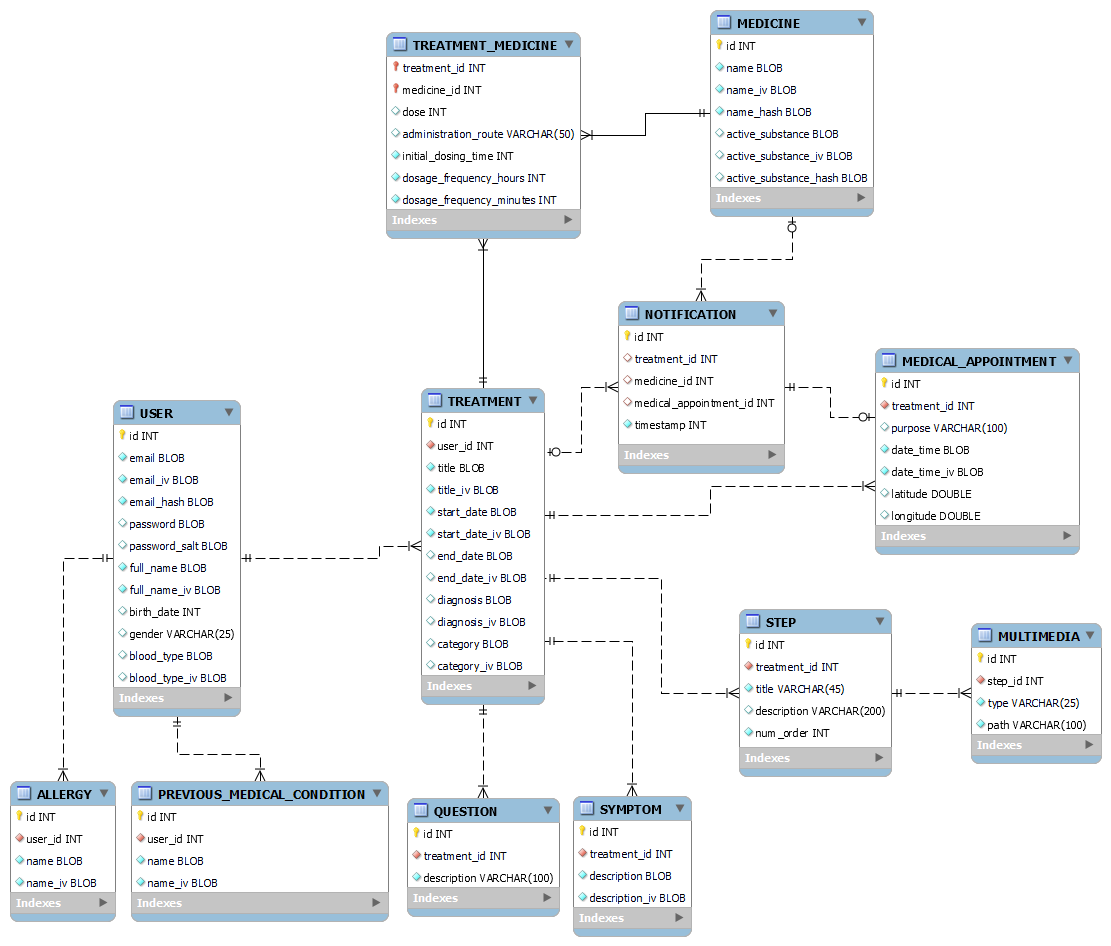 MEDICINE
id INT
name BLOB
name_iv BLOB
name_hash BLOB
active_substance BLOB
active_substance_iv BLOB
active_substance_hash BLOB
Indexes
TREATMENT_MEDICINE
treatment_id INT
medicine_id INT
dose INT
administration_route VARCHAR(50)
initial_dosing_time INT
dosage_frequency_hours INT
dosage_frequency_minutes INT
Indexes
NOTIFICATION
id INT
treatment_id INT
medicine_id INT
medical_appointment_id INT
timestamp INT
Indexes
MEDICAL_APPOINTMENT
id INT
treatment_id INT
purpose VARCHAR(100)
date_time BLOB
date_time_iv BLOB
latitude DOUBLE
longitude DOUBLE
Indexes
USER
id INT
email BLOB
email_iv BLOB
email_hash BLOB
password BLOB
password_salt BLOB
full_name BLOB
full_name_iv BLOB
birth_date INT
gender VARCHAR(25)
blood_type BLOB
blood_type_iv BLOB
Indexes
TREATMENT
id INT
user_id INT
title BLOB
title_iv BLOB
start_date BLOB
start_date_iv BLOB
end_date BLOB
end_date_iv BLOB
diagnosis BLOB
diagnosis_iv BLOB
category BLOB
category_iv BLOB
Indexes
STEP
id INT
treatment_id INT
title VARCHAR(45)
description VARCHAR(200)
num_order INT
Indexes
MULTIMEDIA
id INT
step_id INT
type VARCHAR(25)
path VARCHAR(100)
Indexes
ALLERGY
id INT
user_id INT
name BLOB
name_iv BLOB
Indexes
PREVIOUS_MEDICAL_CONDITION
id INT
user_id INT
name BLOB
name_iv BLOB
Indexes
QUESTION
id INT
treatment_id INT
description VARCHAR(100)
Indexes
SYMPTOM
id INT
treatment_id INT
description BLOB
description_iv BLOB
Indexes